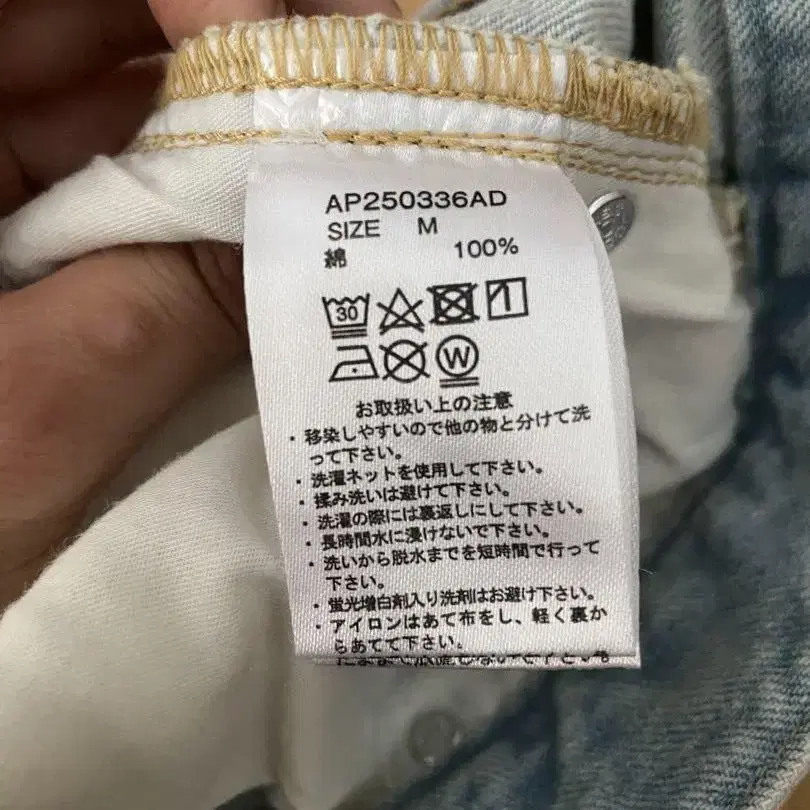 AP250336AD
SIZE M
綿 100%
30
W
お取扱い上の注意
・移染しやすいので他の物と分けて洗
って下さい。
・洗濯ネットを使用して下さい。
・揉み洗いは避けて下さい。
・洗濯の際には裏返しにして下さい。
・長時間水に浸けないで下さい。
・洗いから脱水までを短時間で行って
下さい。
・蛍光増白剤入り洗剤はお避け下さい。
・アイロンはあて布をし、軽く裏か
らあてて下さい。